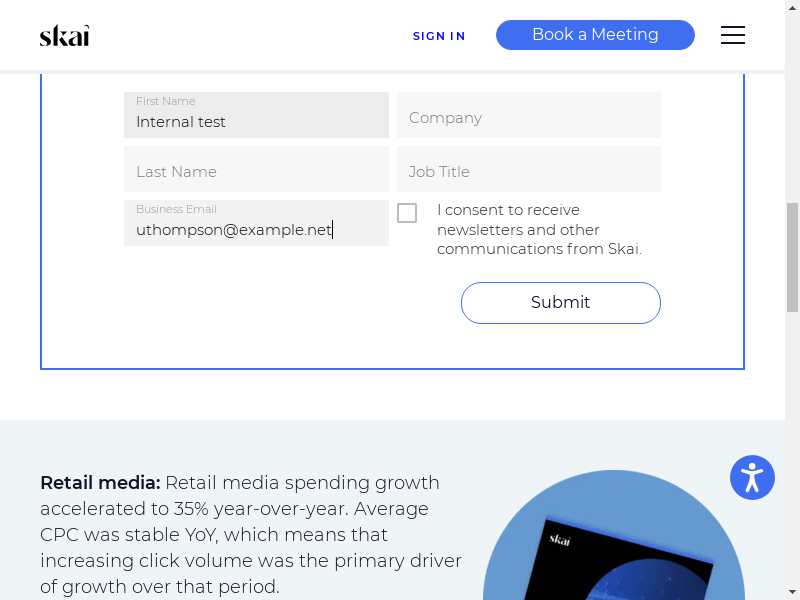 skai
SIGN IN
Book a Meeting
First Name
Internal test
Company
Last Name
Job Title
Business Email
uthompson@example.net
I consent to receive
newsletters and other
communications from Skai.
Submit
Retail media: Retail media spending growth
accelerated to 35% year-over-year. Average
CPC was stable YoY, which means that
increasing click volume was the primary driver
of growth over that period.
skai